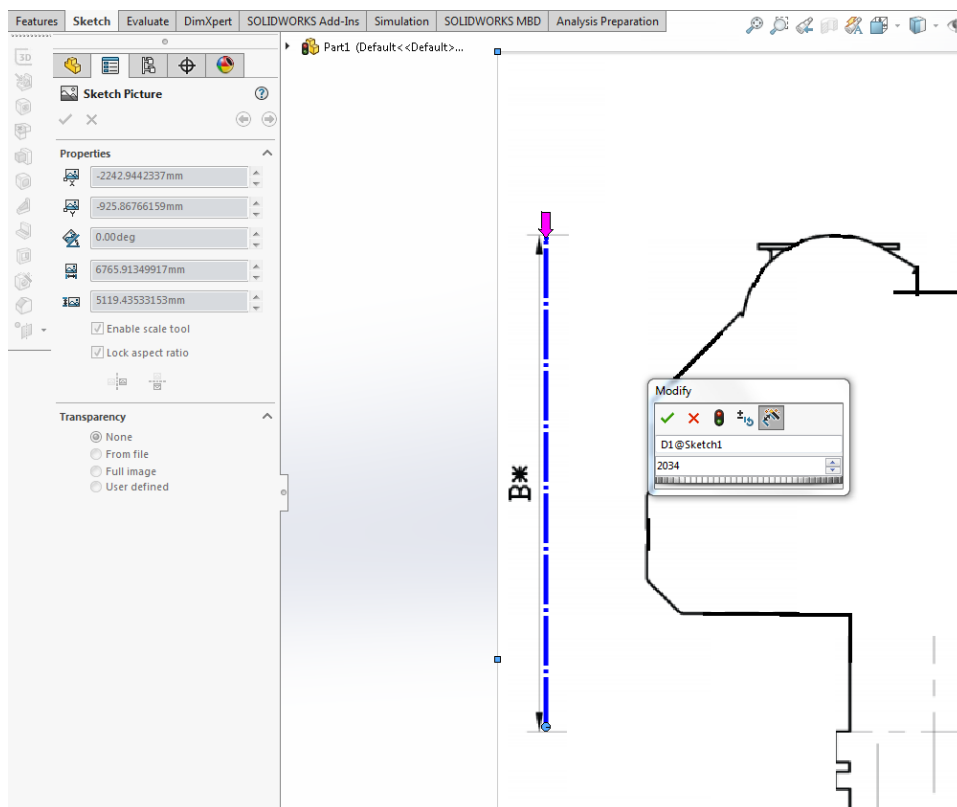 Features Sketch Evaluate DimXpert SOLIDWORKS Add-Ins Simulation SOLIDWORKS MBD Analysis Preparation
Part1 (Default<<Default>...
3D
Sketch Picture
Properties
-2242.9442337mm
-925.86766159mm
0.00deg
6765.91349917mm
5119.43533153mm
Enable scale tool
Lock aspect ratio
Transparency
None
From file
Full image
User defined
Modify
D1@Sketch1
2034
B*